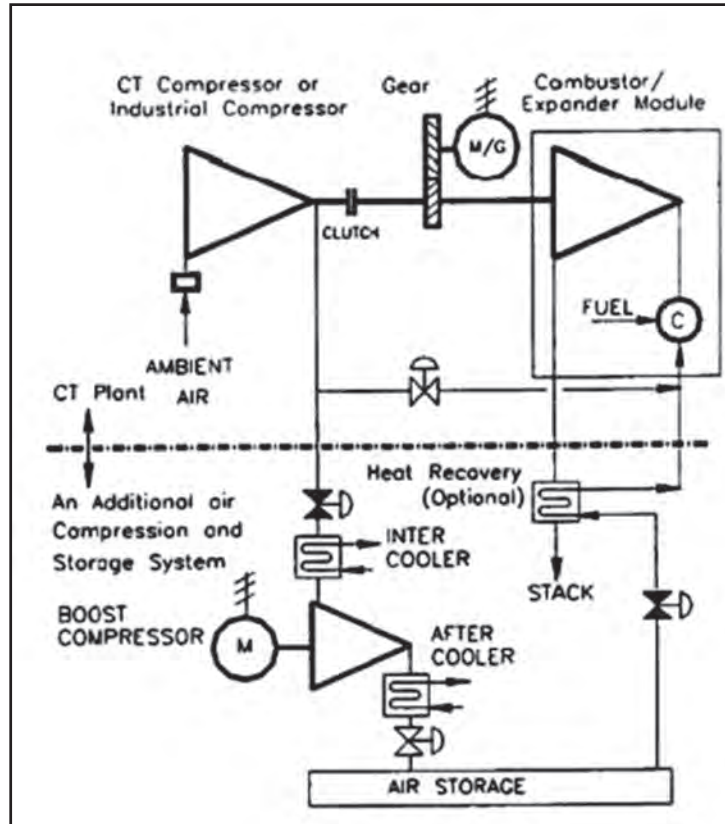 CT Compressor or
Industrial Compressor
Gear
Combustor/
Expander Module
M/G
CLUTCH
FUEL
C
AMBIENT
AIR
CT Plant
An Additional air
Compression and
Storage System
Heat Recovery
(Optional)
INTER
COOLER
STACK
BOOST
COMPRESSOR
M
AFTER
COOLER
AIR STORAGE